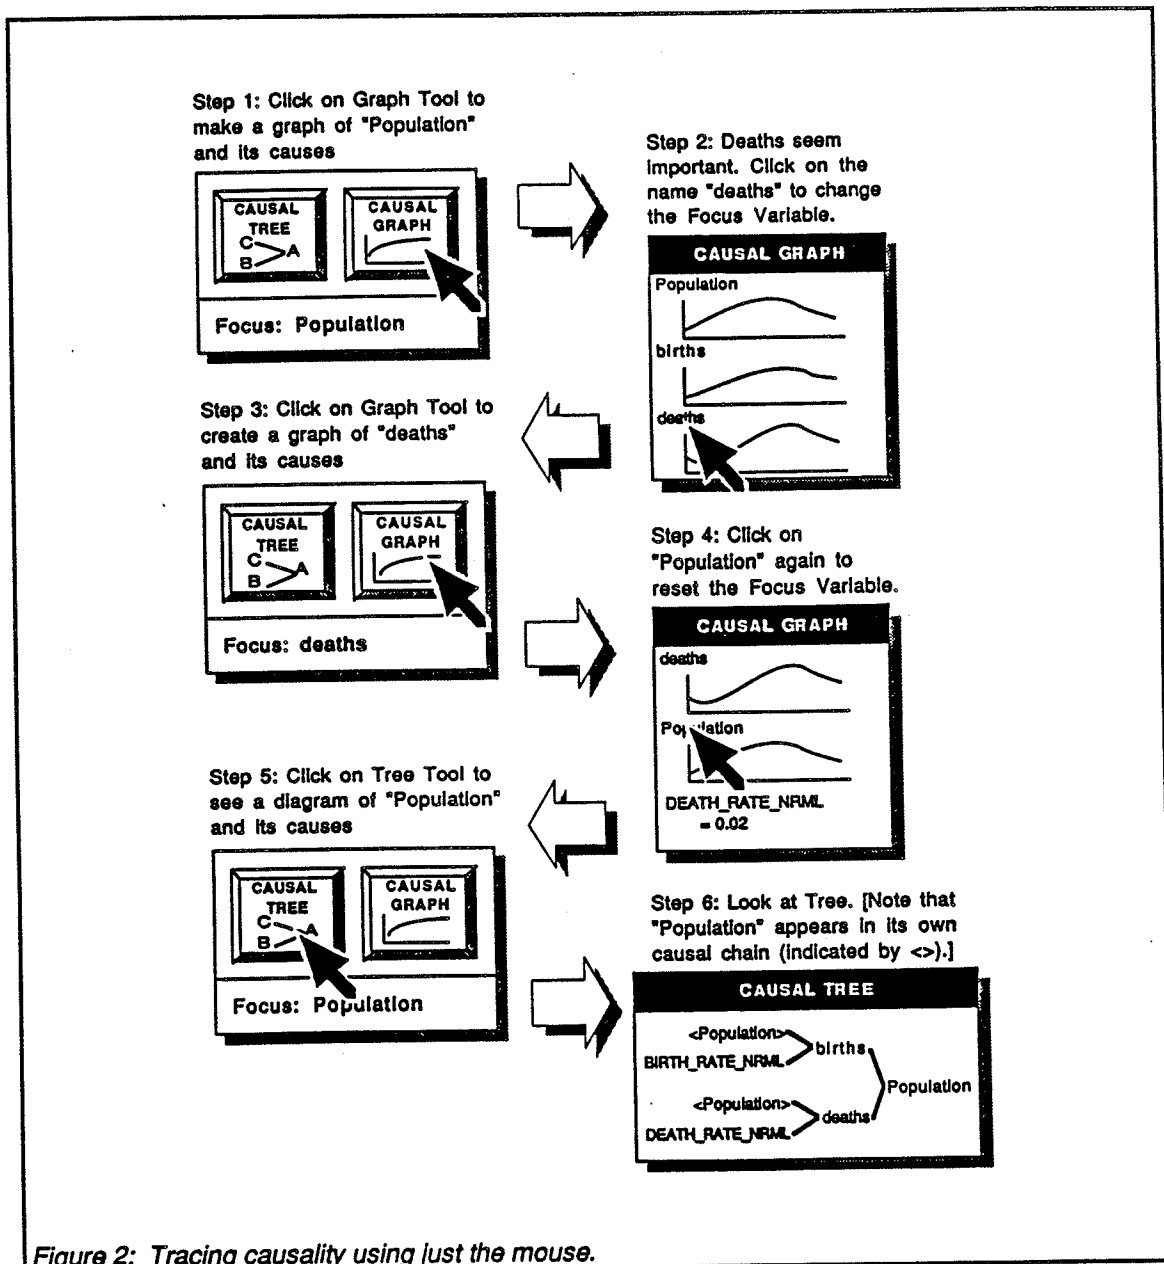 Step 1: Click on Graph Tool to
make a graph of "Population"
and its causes
CAUSAL
TREE
C
A
B
CAUSAL
GRAPH
Focus: Population
Step 2: Deaths seem
important. Click on the
name "deaths" to change
the Focus Variable.
CAUSAL GRAPH
Population
births
deaths
Step 3: Click on Graph Tool to
create a graph of "deaths"
and its causes
CAUSAL
TREE
C
A
B
CAUSAL
GRAPH
Focus: deaths
Step 4: Click on
"Population" again to
reset the Focus Variable.
CAUSAL GRAPH
deaths
Population
DEATH_RATE_NRML
= 0.02
Step 5: Click on Tree Tool to
see a diagram of "Population"
and its causes
CAUSAL
TREE
C
A
B
CAUSAL
GRAPH
Focus: Population
Step 6: Look at Tree. [Note that
"Population" appears in its own
causal chain (indicated by <>).]
CAUSAL TREE
<Population>
births
BIRTH_RATE_NRML
Population
<Population>
deaths
DEATH_RATE_NRML
Figure 2: Tracing causality using just the mouse.